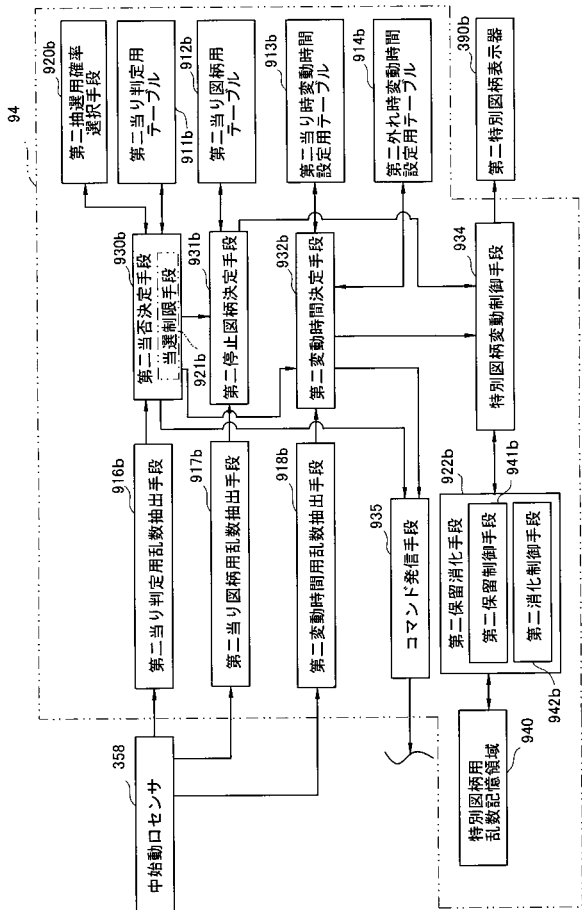 94
358
中始動口センサ
916b
第二当り判定用乱数抽出手段
917b
第二当り図柄用乱数抽出手段
918b
第二変動時間用乱数抽出手段
930b
第二当否決定手段
当選制限手段
921b
931b
第二停止図柄決定手段
932b
第二変動時間決定手段
920b
第二抽選用確率
選択手段
第二当り判定用
テーブル
911b
912b
第二当り図柄用
テーブル
913b
第二当り時変動時間
設定用テーブル
914b
第二外れ時変動時間
設定用テーブル
935
コマンド発信手段
940
特別図柄用
乱数記憶領域
922b
第二保留消化手段
941b
第二保留制御手段
第二消化制御手段
942b
934
特別図柄変動制御手段
390b
第二特別図柄表示器